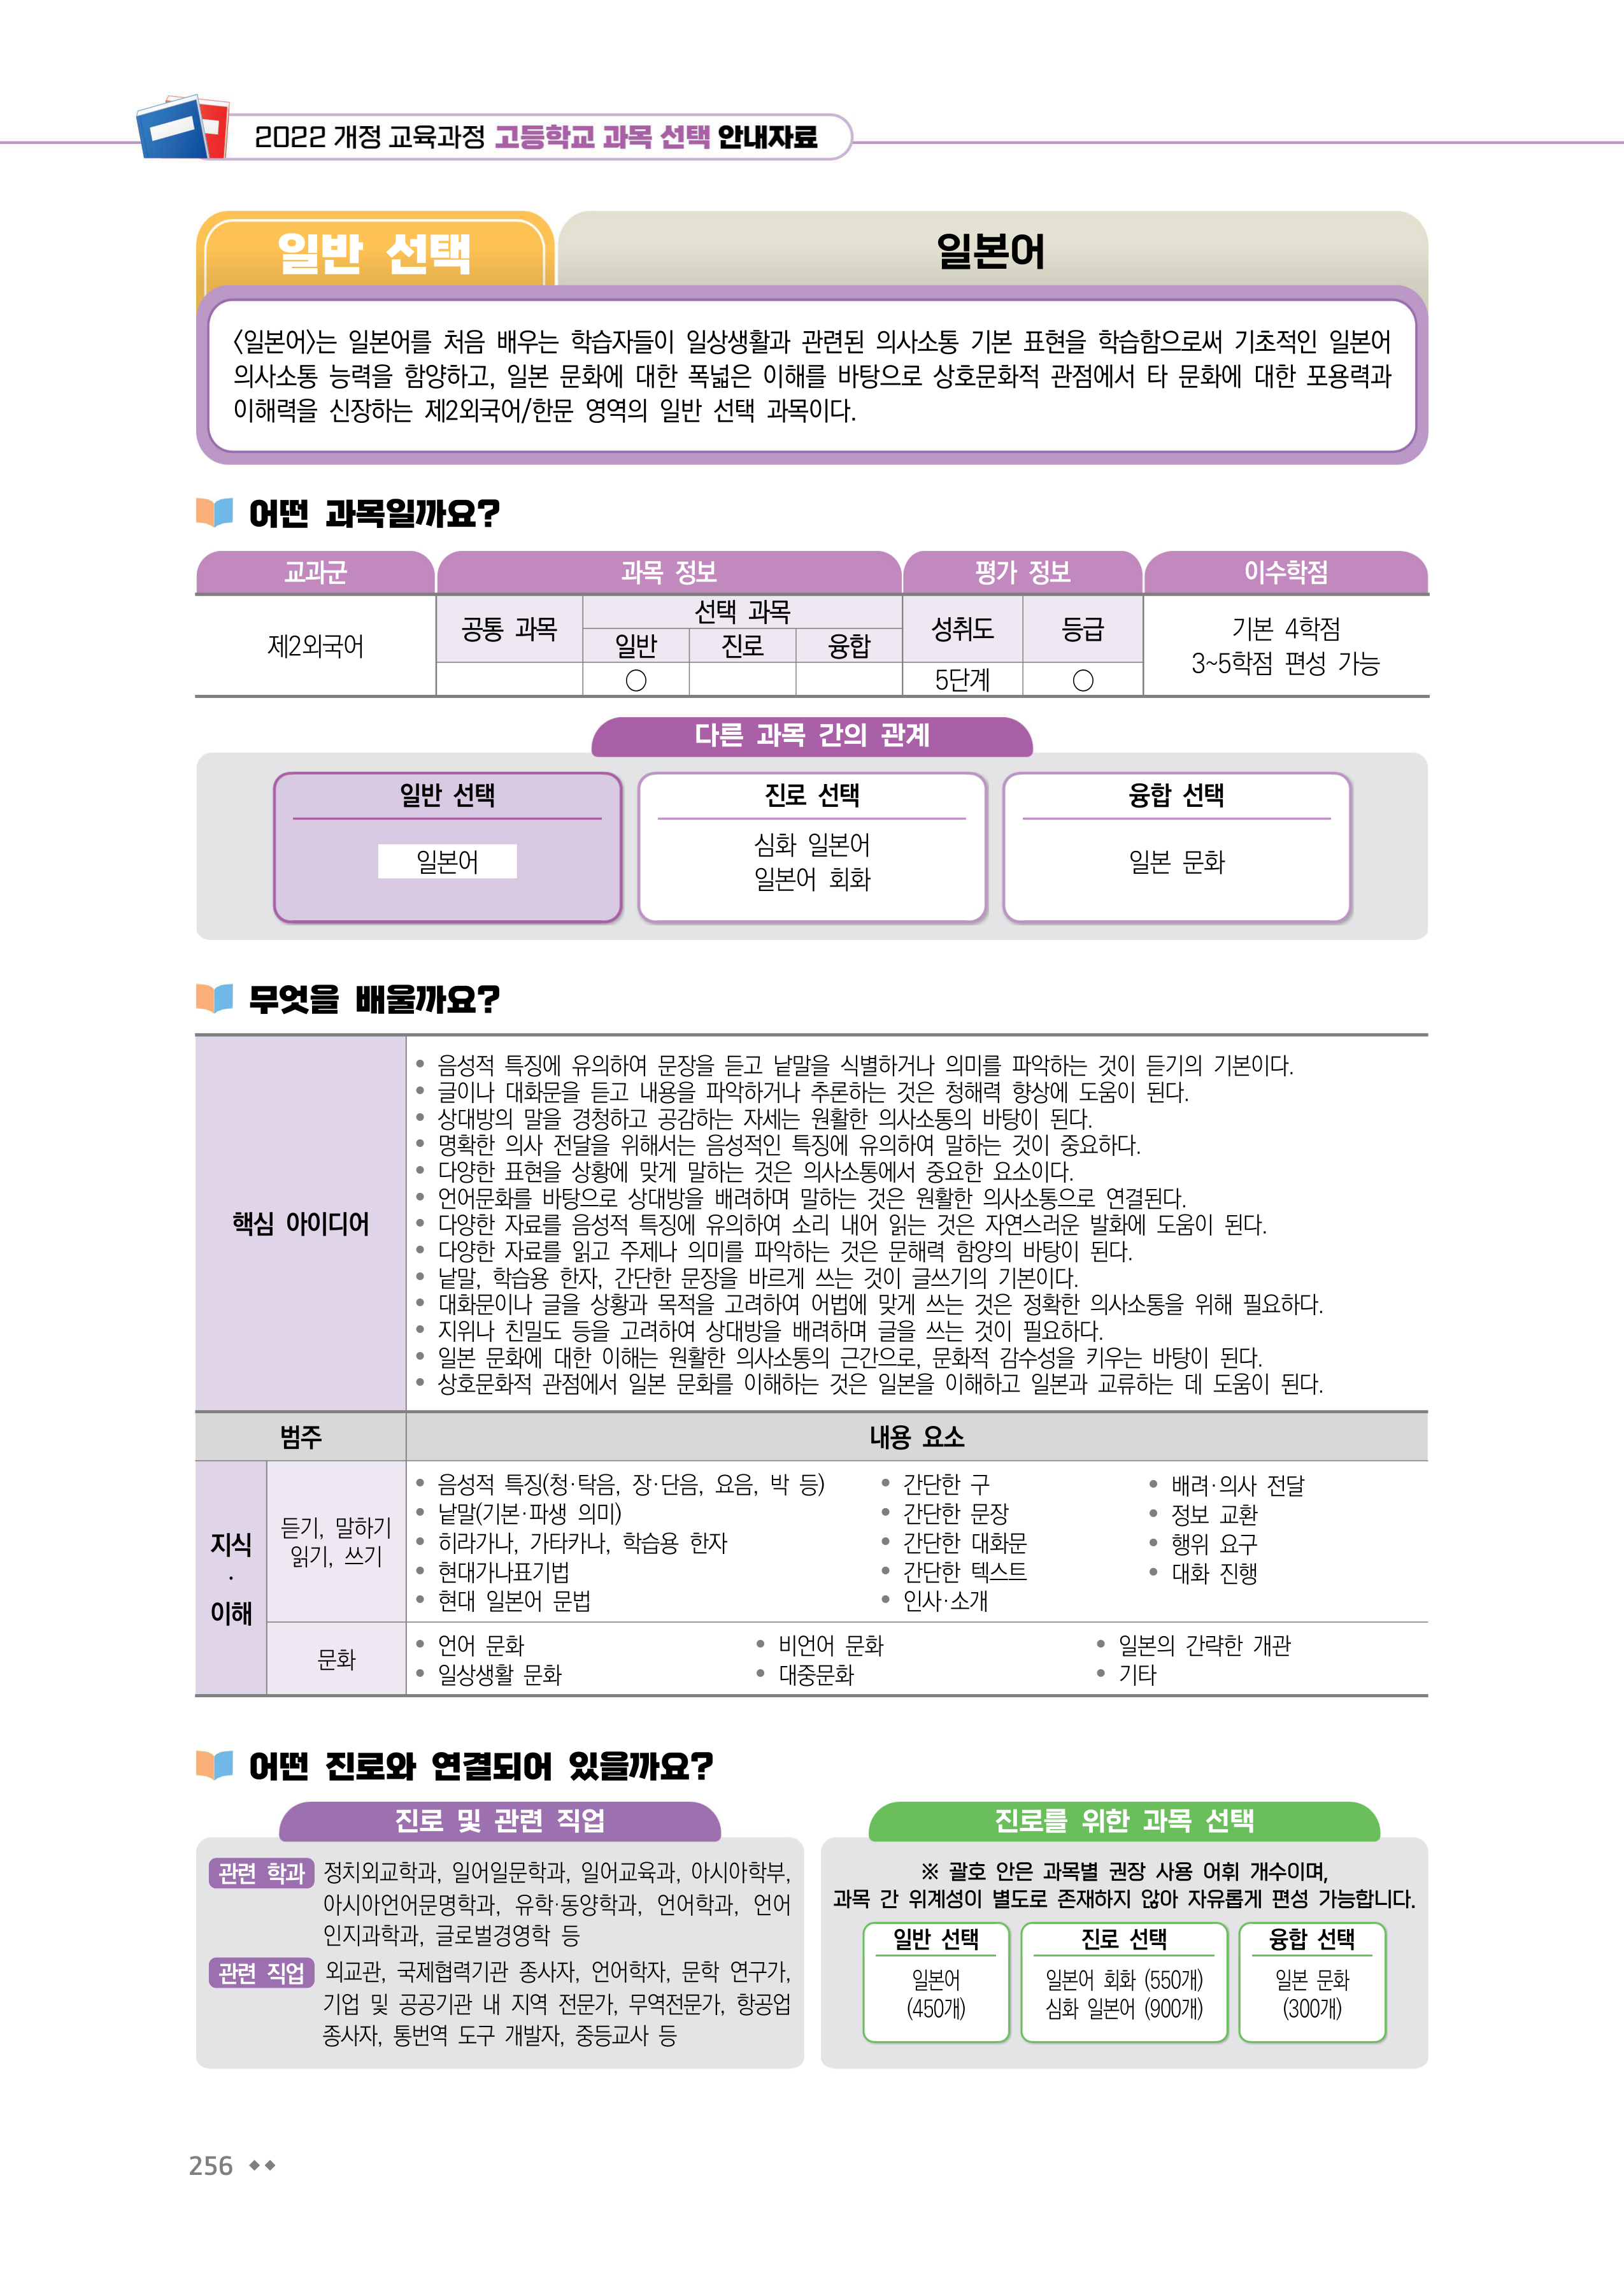 2022 개정 교육과정 고등학교 과목 선택 안내자료
일반 선택
일본어
〈일본어〉는 일본어를 처음 배우는 학습자들이 일상생활과 관련된 의사소통 기본 표현을 학습함으로써 기초적인 일본어
의사소통 능력을 함양하고, 일본 문화에 대한 폭넓은 이해를 바탕으로 상호문화적 관점에서 타 문화에 대한 포용력과
이해력을 신장하는 제2외국어/한문 영역의 일반 선택 과목이다.
어떤 과목일까요?
교과군 과목 정보 평가 정보 이수학점
제2외국어
공통 과목
선택 과목
일반 진로 융합
○
성취도 등급
5단계 ○
기본 4학점
3~5학점 편성 가능
다른 과목 간의 관계
일반 선택
일본어
진로 선택
심화 일본어
일본어 회화
융합 선택
일본 문화
무엇을 배울까요?
핵심 아이디어
• 음성적 특징에 유의하여 문장을 듣고 낱말을 식별하거나 의미를 파악하는 것이 듣기의 기본이다.
• 글이나 대화문을 듣고 내용을 파악하거나 추론하는 것은 청해력 향상에 도움이 된다.
• 상대방의 말을 경청하고 공감하는 자세는 원활한 의사소통의 바탕이 된다.
• 명확한 의사 전달을 위해서는 음성적인 특징에 유의하여 말하는 것이 중요하다.
• 다양한 표현을 상황에 맞게 말하는 것은 의사소통에서 중요한 요소이다.
• 언어문화를 바탕으로 상대방을 배려하며 말하는 것은 원활한 의사소통으로 연결된다.
• 다양한 자료를 음성적 특징에 유의하여 소리 내어 읽는 것은 자연스러운 발화에 도움이 된다.
• 다양한 자료를 읽고 주제나 의미를 파악하는 것은 문해력 함양의 바탕이 된다.
• 낱말, 학습용 한자, 간단한 문장을 바르게 쓰는 것이 글쓰기의 기본이다.
• 대화문이나 글을 상황과 목적을 고려하여 어법에 맞게 쓰는 것은 정확한 의사소통을 위해 필요하다.
• 지위나 친밀도 등을 고려하여 상대방을 배려하며 글을 쓰는 것이 필요하다.
• 일본 문화에 대한 이해는 원활한 의사소통의 근간으로, 문화적 감수성을 키우는 바탕이 된다.
• 상호문화적 관점에서 일본 문화를 이해하는 것은 일본을 이해하고 일본과 교류하는 데 도움이 된다.
범주 내용 요소
지식
·
이해
듣기, 말하기
읽기, 쓰기
• 음성적 특징(청·탁음, 장·단음, 요음, 박 등)
• 낱말(기본·파생 의미)
• 히라가나, 가타카나, 학습용 한자
• 현대가나표기법
• 현대 일본어 문법
• 간단한 구
• 간단한 문장
• 간단한 대화문
• 간단한 텍스트
• 인사·소개
• 배려·의사 전달
• 정보 교환
• 행위 요구
• 대화 진행
문화
• 언어 문화
• 일상생활 문화
• 비언어 문화
• 대중문화
• 일본의 간략한 개관
• 기타
어떤 진로와 연결되어 있을까요?
진로 및 관련 직업
관련 학과 정치외교학과, 일어일문학과, 일어교육과, 아시아학부,
아시아언어문명학과, 유학·동양학과, 언어학과, 언어
인지과학과, 글로벌경영학 등
관련 직업 외교관, 국제협력기관 종사자, 언어학자, 문학 연구가,
기업 및 공공기관 내 지역 전문가, 무역전문가, 항공업
종사자, 통번역 도구 개발자, 중등교사 등
진로를 위한 과목 선택
※ 괄호 안은 과목별 권장 사용 어휘 개수이며,
과목 간 위계성이 별도로 존재하지 않아 자유롭게 편성 가능합니다.
일반 선택
일본어
(450개)
진로 선택
일본어 회화 (550개)
심화 일본어 (900개)
융합 선택
일본 문화
(300개)
256 ◆◆